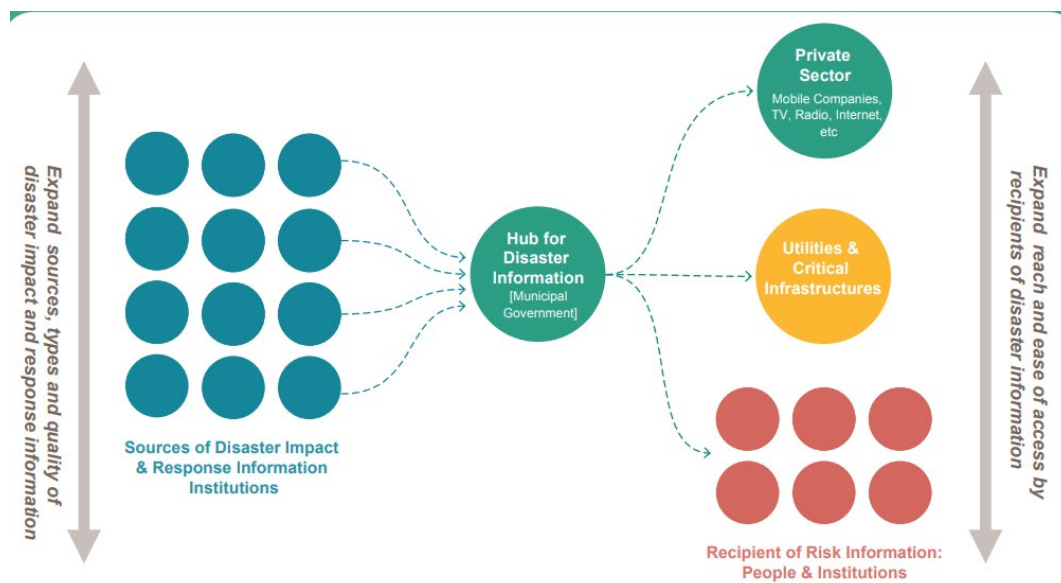 Expand sources, types and quality of
disaster impact and response information
Sources of Disaster Impact
& Response Information
Institutions
Hub for
Disaster
Information
[Municipal
Government]
Private
Sector
Mobile Companies,
TV, Radio, Internet,
etc
Utilities &
Critical
Infrastructures
Recipient of Risk Information:
People & Institutions
Expand reach and ease of access by
recipients of disaster information